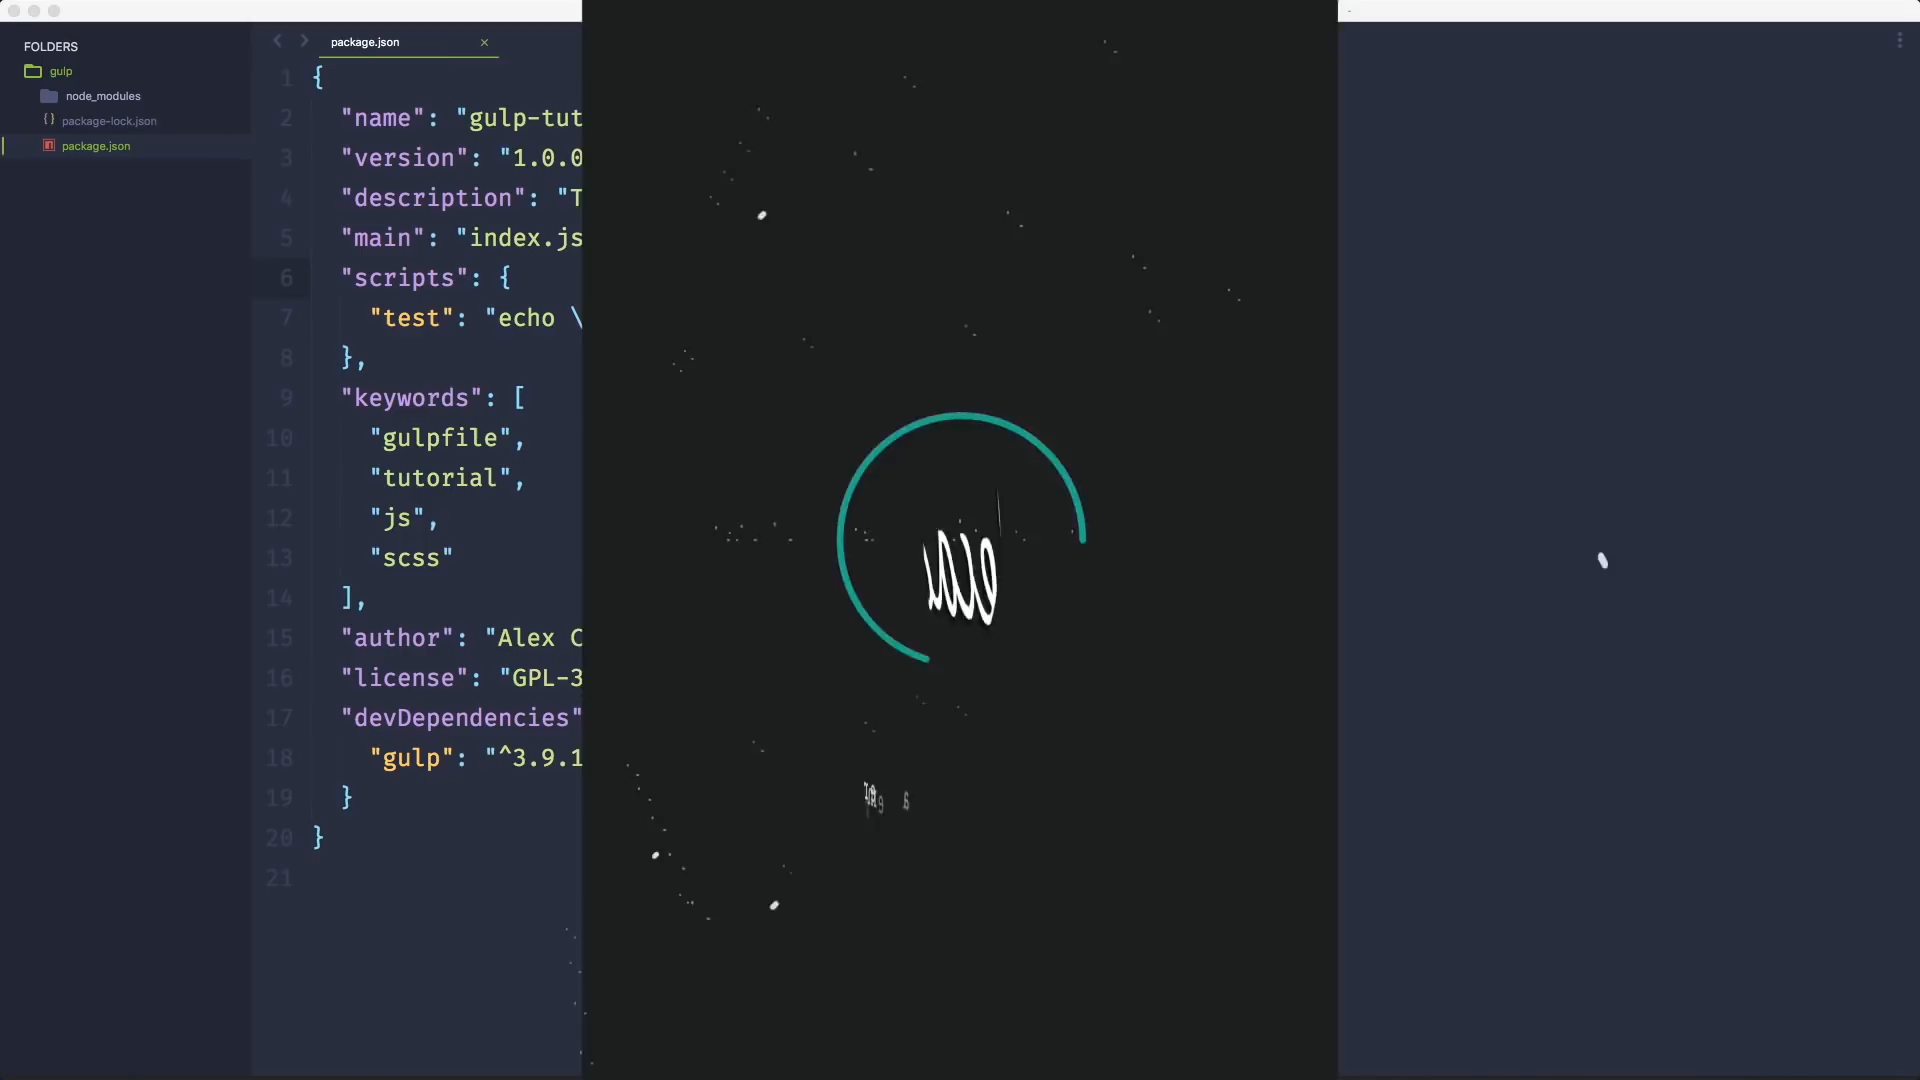 FOLDERS
gulp
node_modules
package-lock.json
package.json
package.json
1 {
2 "name": "gulp-tut
3 "version": "1.0.0
4 "description": "T
5 "main": "index.js
6 "scripts": {
7 "test": "echo \
8 },
9 "keywords": [
10 "gulpfile",
11 "tutorial",
12 "js",
13 "scss"
14 ],
15 "author": "Alex C
16 "license": "GPL-3
17 "devDependencies"
18 "gulp": "^3.9.1
19 }
20 }
21